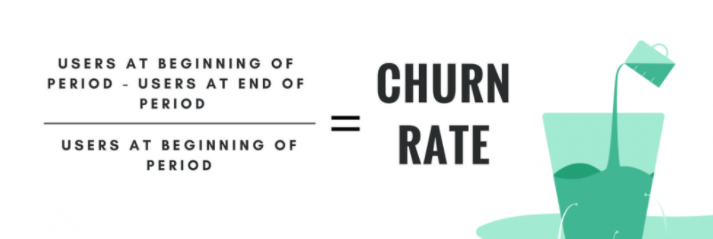 USERS AT BEGINNING OF
PERIOD - USERS AT END OF
PERIOD
USERS AT BEGINNING OF
PERIOD
=
CHURN
RATE